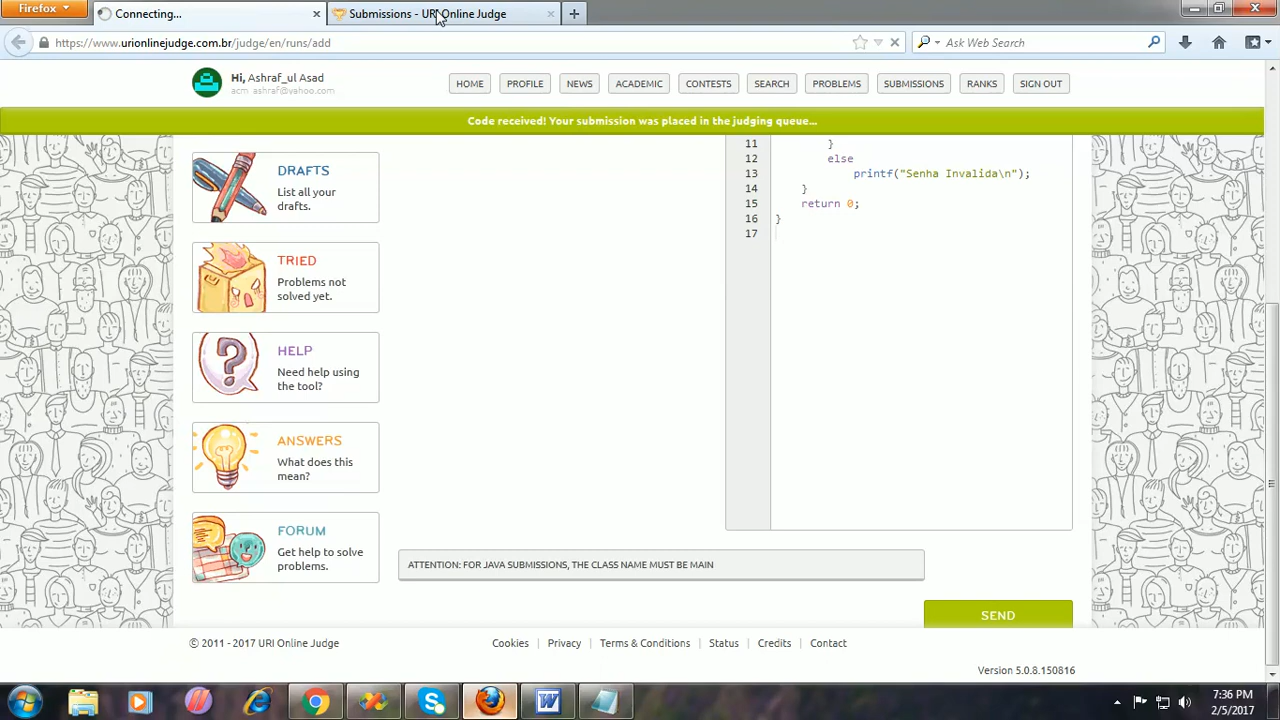 Firefox
Connecting...
Submissions - URI Online Judge
https://www.urionlinejudge.com.br/judge/en/runs/add
Ask Web Search
Hi, Ashraf_ul Asad
acm_ashraf@yahoo.com
HOME
PROFILE
NEWS
ACADEMIC
CONTESTS
SEARCH
PROBLEMS
SUBMISSIONS
RANKS
SIGN OUT
Code received! Your submission was placed in the judging queue...
DRAFTS
List all your
drafts.
TRIED
Problems not
solved yet.
HELP
Need help using
the tool?
ANSWERS
What does this
mean?
FORUM
Get help to solve
problems.
11 }
12 else
13 printf("Senha Invalida\n");
14 }
15 return 0;
16 }
17
ATTENTION: FOR JAVA SUBMISSIONS, THE CLASS NAME MUST BE MAIN
SEND
© 2011 - 2017 URI Online Judge
Cookies
Privacy
Terms & Conditions
Status
Credits
Contact
Version 5.0.8.150816
7:36 PM
2/5/2017